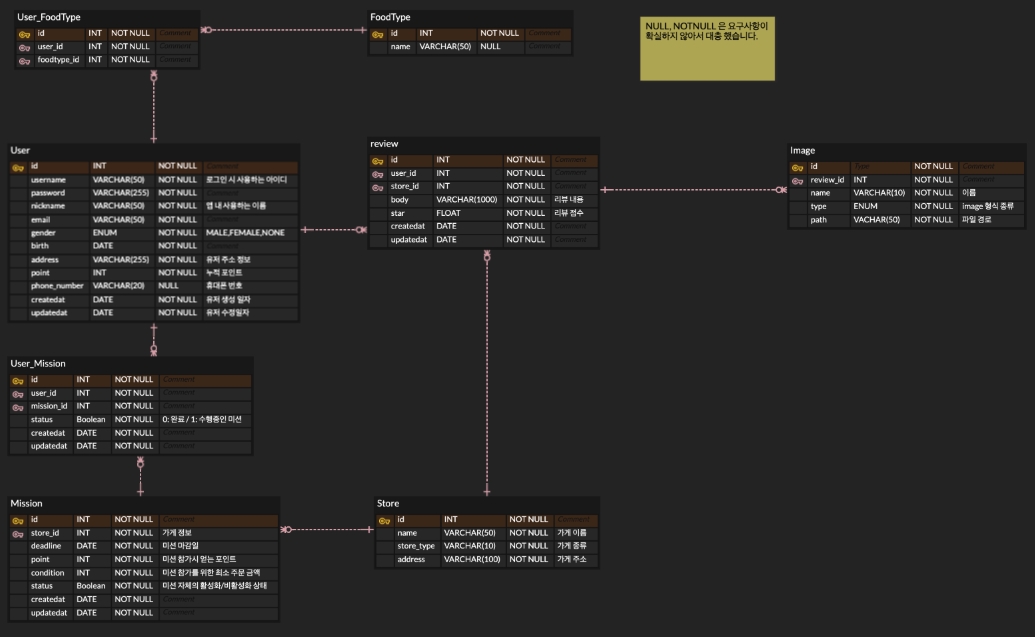 User_FoodType
id INT NOT NULL Comment
user_id INT NOT NULL Comment
foodtype_id INT NOT NULL Comment
FoodType
id INT NOT NULL Comment
name VARCHAR(50) NULL Comment
NULL, NOTNULL 은 요구사항이
확실하지 않아서 대충 했습니다.
User
id INT NOT NULL Comment
username VARCHAR(50) NOT NULL 로그인 시 사용하는 아이디
password VARCHAR(255) NOT NULL Comment
nickname VARCHAR(50) NOT NULL 앱 내 사용하는 이름
email VARCHAR(50) NOT NULL Comment
gender ENUM NOT NULL MALE,FEMALE,NONE
birth DATE NOT NULL Comment
address VARCHAR(255) NOT NULL 유저 주소 정보
point INT NOT NULL 누적 포인트
phone_number VARCHAR(20) NULL 휴대폰 번호
createdat DATE NOT NULL 유저 생성 일자
updatedat DATE NOT NULL 유저 수정일자
review
id INT NOT NULL Comment
user_id INT NOT NULL Comment
store_id INT NOT NULL Comment
body VARCHAR(1000) NOT NULL 리뷰 내용
star FLOAT NOT NULL 리뷰 점수
createdat DATE NOT NULL Comment
updatedat DATE NOT NULL Comment
Image
id Type NOT NULL Comment
review_id INT NOT NULL Comment
name VARCHAR(10) NOT NULL 이름
type ENUM NOT NULL image 형식 종류
path VACHAR(50) NOT NULL 파일 경로
User_Mission
id INT NOT NULL Comment
user_id INT NOT NULL Comment
mission_id INT NOT NULL Comment
status Boolean NOT NULL 0: 완료 / 1: 수행중인 미션
createdat DATE NOT NULL Comment
updatedat DATE NOT NULL Comment
Mission
id INT NOT NULL Comment
store_id INT NOT NULL 가게 정보
deadline DATE NOT NULL 미션 마감일
point INT NOT NULL 미션 참가시 얻는 포인트
condition INT NOT NULL 미션 참가를 위한 최소 주문 금액
status Boolean NOT NULL 미션 자체의 활성화/비활성화 상태
createdat DATE NOT NULL Comment
updatedat DATE NOT NULL Comment
Store
id INT NOT NULL Comment
name VARCHAR(50) NOT NULL 가게 이름
store_type VARCHAR(10) NOT NULL 가게 종류
address VARCHAR(100) NOT NULL 가게 주소